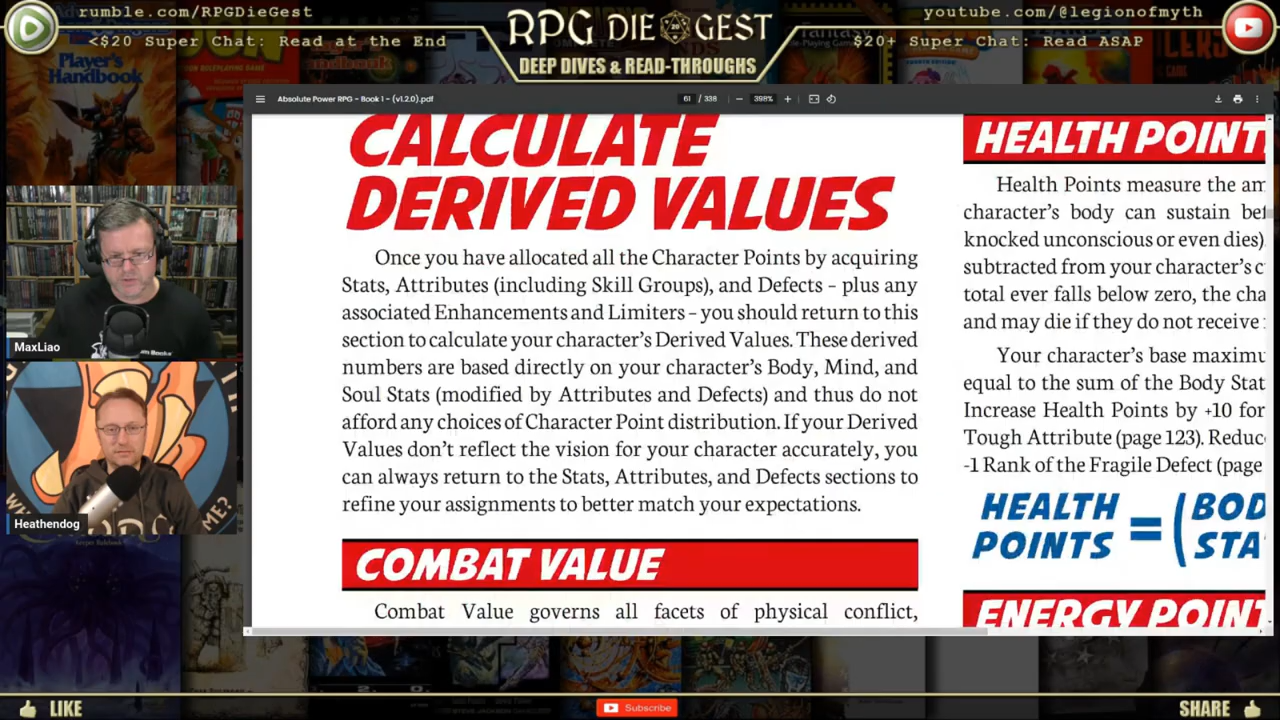 rumble.com/RPGDieGest
<$20 Super Chat: Read at the End
RPG DIE GEST
DEEP DIVES & READ-THROUGHS
youtube.com/@legionofmyth
$20+ Super Chat: Read ASAP
Player's
Handbook
Absolute Power RPG - Book 1 - (v1.2.0).pdf
61 / 338
398%
CALCULATE
DERIVED VALUES
Once you have allocated all the Character Points by acquiring
Stats, Attributes (including Skill Groups), and Defects – plus any
associated Enhancements and Limiters – you should return to this
section to calculate your character's Derived Values. These derived
numbers are based directly on your character's Body, Mind, and
Soul Stats (modified by Attributes and Defects) and thus do not
afford any choices of Character Point distribution. If your Derived
Values don't reflect the vision for your character accurately, you
can always return to the Stats, Attributes, and Defects sections to
refine your assignments to better match your expectations.
COMBAT VALUE
Combat Value governs all facets of physical conflict,
HEALTH POINT
Health Points measure the am
character's body can sustain bef
knocked unconscious or even dies).
subtracted from your character's c
total ever falls below zero, the cha
and may die if they do not receive
Your character's base maximu
equal to the sum of the Body Stat
Increase Health Points by +10 for
Tough Attribute (page 123). Reduc
-1 Rank of the Fragile Defect (page
HEALTH
POINTS
=
(
BOD
STA
ENERGY POINT
MaxLiao
Heathendog
LIKE
Subscribe
SHARE